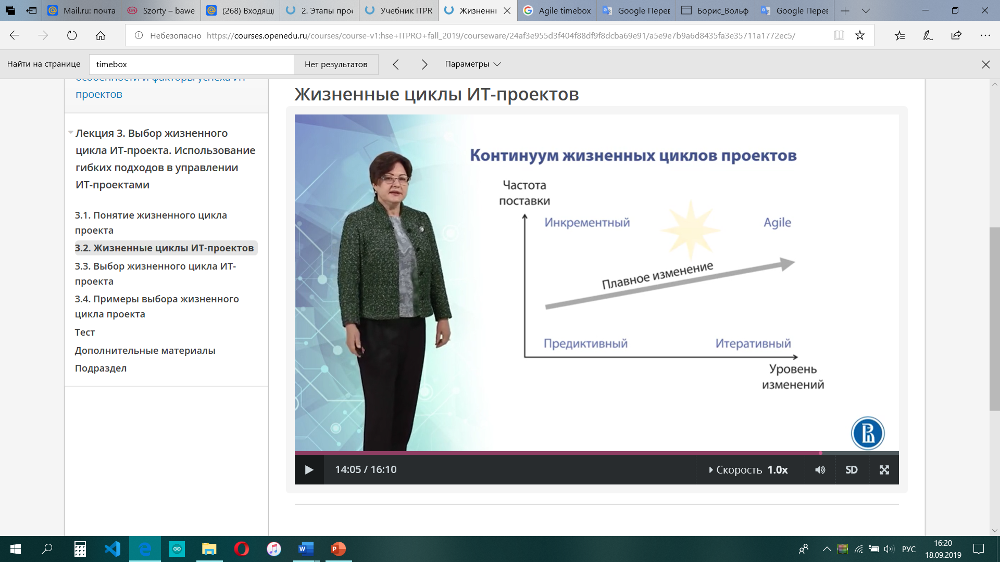 Mail.ru: почта
Szorty – bawe
(268) Входящ
2. Этапы прое
Учебник ITPR
Жизненнь
Agile timebox
Google Перев
Борис_Вольф
Google Перев
Небезопасно https://courses.openedu.ru/courses/course-v1:hse+ITPRO+fall_2019/courseware/24af3e955d3f404f88df9f8dcba69e91/a5e9e7b9a6d8435fa3e35711a1772ec5/
Найти на странице
timebox
Нет результатов
Параметры
особенности и факторы успеха ИТ-
проектов
Лекция 3. Выбор жизненного
цикла ИТ-проекта. Использование
гибких подходов в управлении
ИТ-проектами
3.1. Понятие жизненного цикла
проекта
3.2. Жизненные циклы ИТ-проектов
3.3. Выбор жизненного цикла ИТ-
проекта
3.4. Примеры выбора жизненного
цикла проекта
Тест
Дополнительные материалы
Подраздел
Жизненные циклы ИТ-проектов
Континуум жизненных циклов проектов
Частота
поставки
Инкрементный
Agile
Плавное изменение
Предиктивный
Итеративный
Уровень
изменений
14:05 / 16:10
Скорость 1.0x
SD
РУС
16:20
18.09.2019